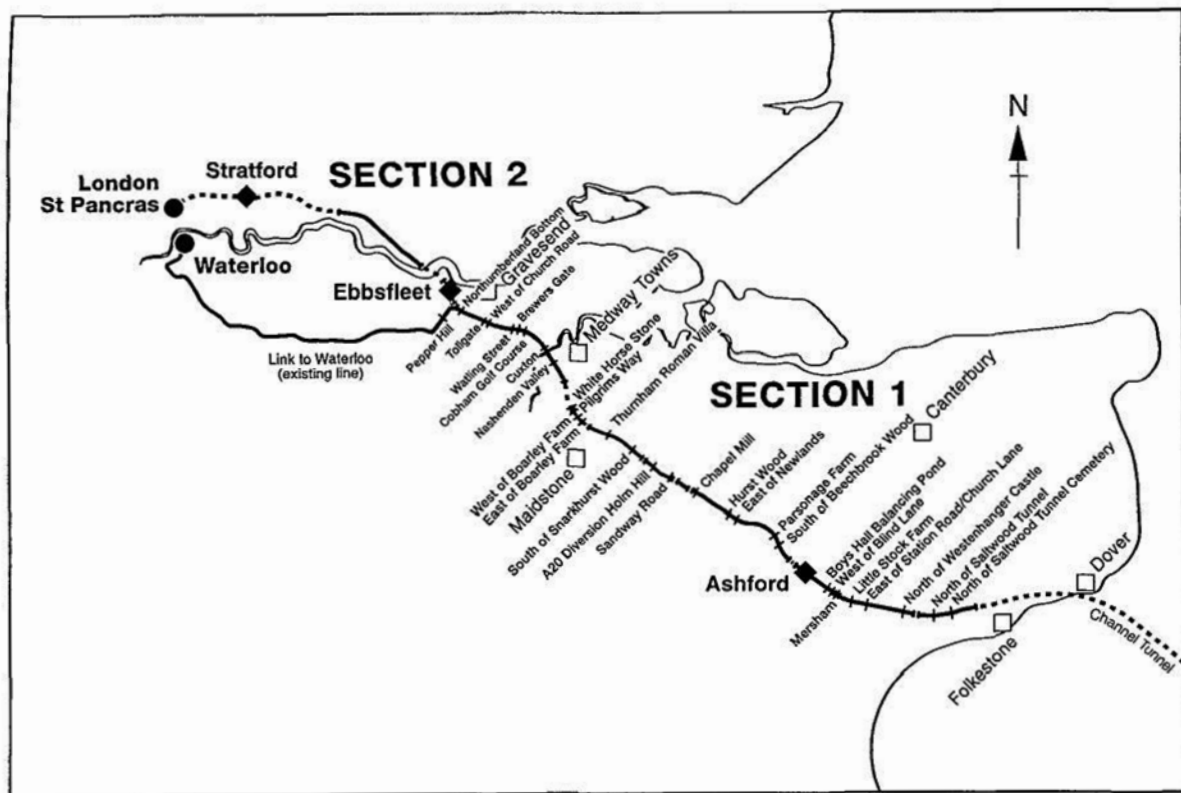 N
SECTION 2
Stratford
London
St Pancras
Waterloo
Ebbsfleet
Link to Waterloo
(existing line)
Pepper Hill
Northumberland Bottom
Gravesend
Tollgate
West of Church Road
Watling Street
Brewers Gate
Cobham Golf Course
Cuxton
Nashenden Valley
Medway Towns
White Horse Stone
Pilgrims Way
West of Boarley Farm
East of Boarley Farm
Maidstone
Thurnham Roman Villa
SECTION 1
South of Snarkhurst Wood
A20 Diversion Holm Hill
Sandway Road
Chapel Mill
Hurst Wood
East of Newlands
Parsonage Farm
South of Beechbrook Wood
Canterbury
Ashford
Boys Hall Balancing Pond
West of Blind Lane
Mersham
Little Stock Farm
East of Station Road/Church Lane
North of Westenhanger Castle
North of Saltwood Tunnel
North of Saltwood Tunnel Cemetery
Dover
Folkestone
Channel Tunnel